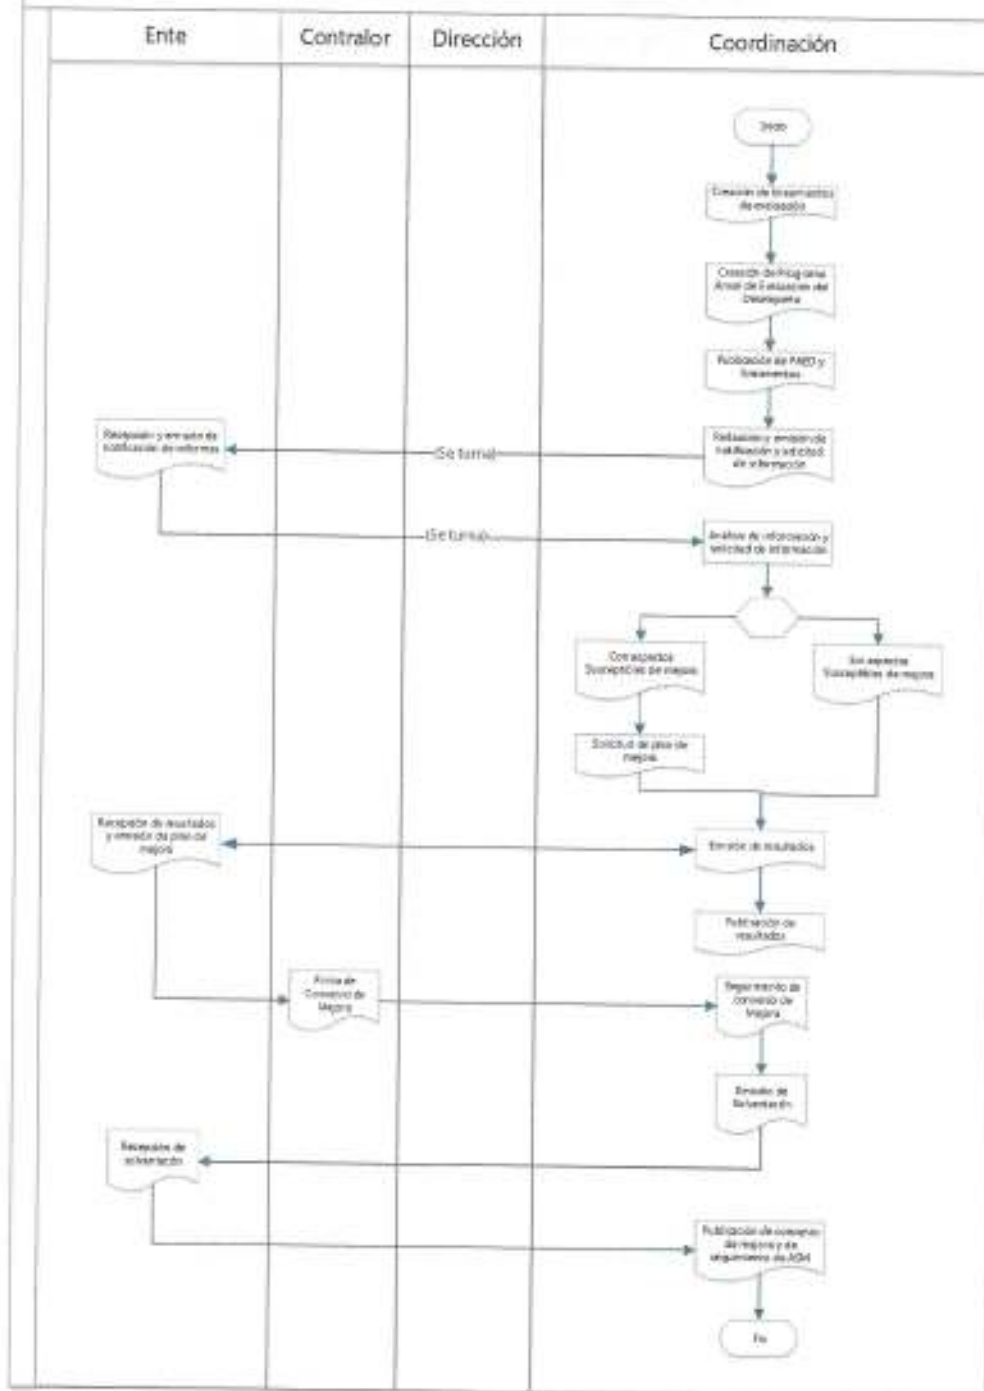 Ente
Contralor
Dirección
Coordinación
Inicio
Creación de lineamientos
de evaluación
Creación de Programa
Anual de Evaluación del
Desempeño
Publicación de PAED y
lineamientos
Redacción y emisión de
notificación y solicitud
de información
(Se turna)
Recepción y emisión de
notificación de informes
(Se turna)
Análisis de información y
solicitud de información
Con aspectos
Susceptibles de mejora
Sin aspectos
Susceptibles de mejora
Solicitud de plan de
mejora
Recepción de resultados
y emisión de plan de
mejora
Emisión de resultados
Publicación de
resultados
Firma de
Convenio de
Mejora
Seguimiento de
convenio de
Mejora
Emisión de
Solventación
Recepción de
solventación
Publicación de convenio
de mejora y de
seguimiento de ASM
Fin